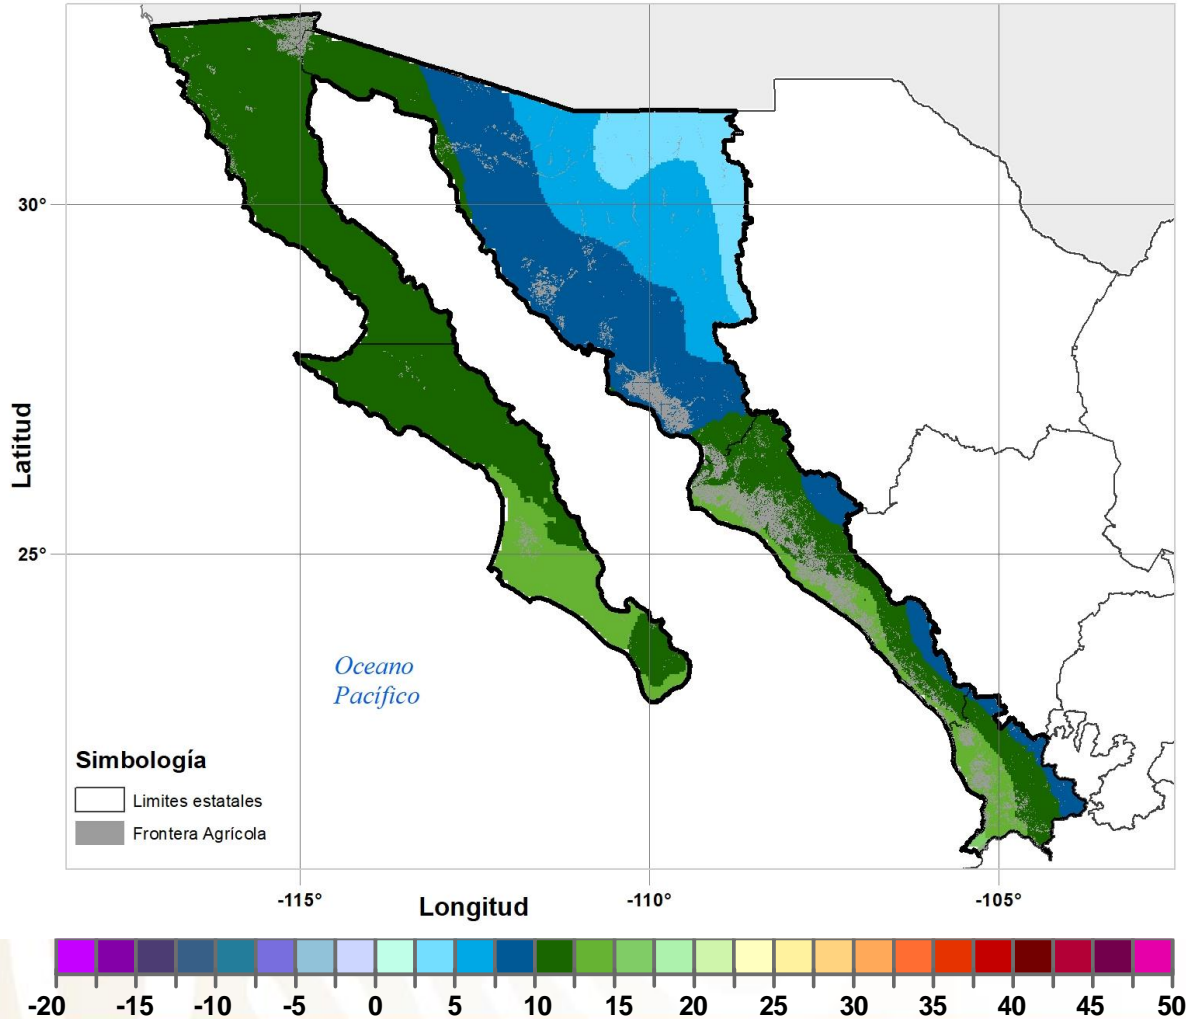 30°
25°
Latitud
Oceano
Pacífico
Simbología
Limites estatales
Frontera Agrícola
-115°
-110°
-105°
Longitud
-20 -15 -10 -5 0 5 10 15 20 25 30 35 40 45 50